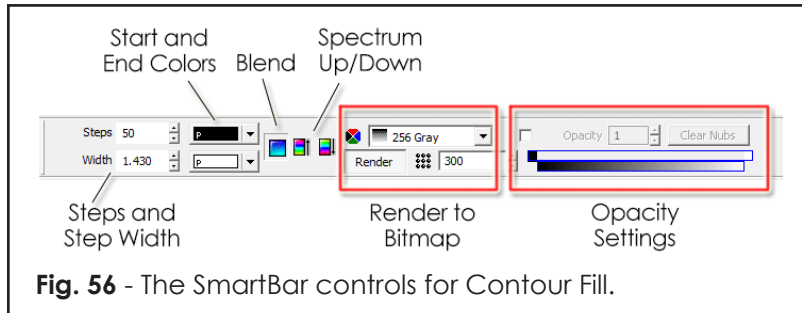 Start and
End Colors
Blend
Spectrum
Up/Down
Steps 50
P
256 Gray
Opacity 1
Clear Nubs
Width 1.430
P
Render
300
Steps and
Step Width
Render to
Bitmap
Opacity
Settings
Fig. 56 - The SmartBar controls for Contour Fill.